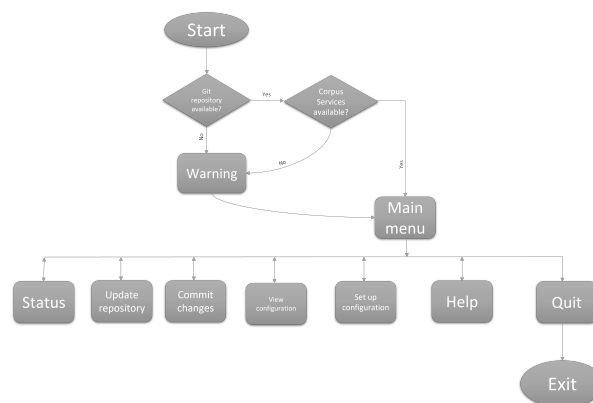 Start
Git
repository
available?
Yes
Corpus
Services
available?
No
No
Yes
Warning
Main
menu
Status
Update
repository
Commit
changes
View
configuration
Set up
configuration
Help
Quit
Exit